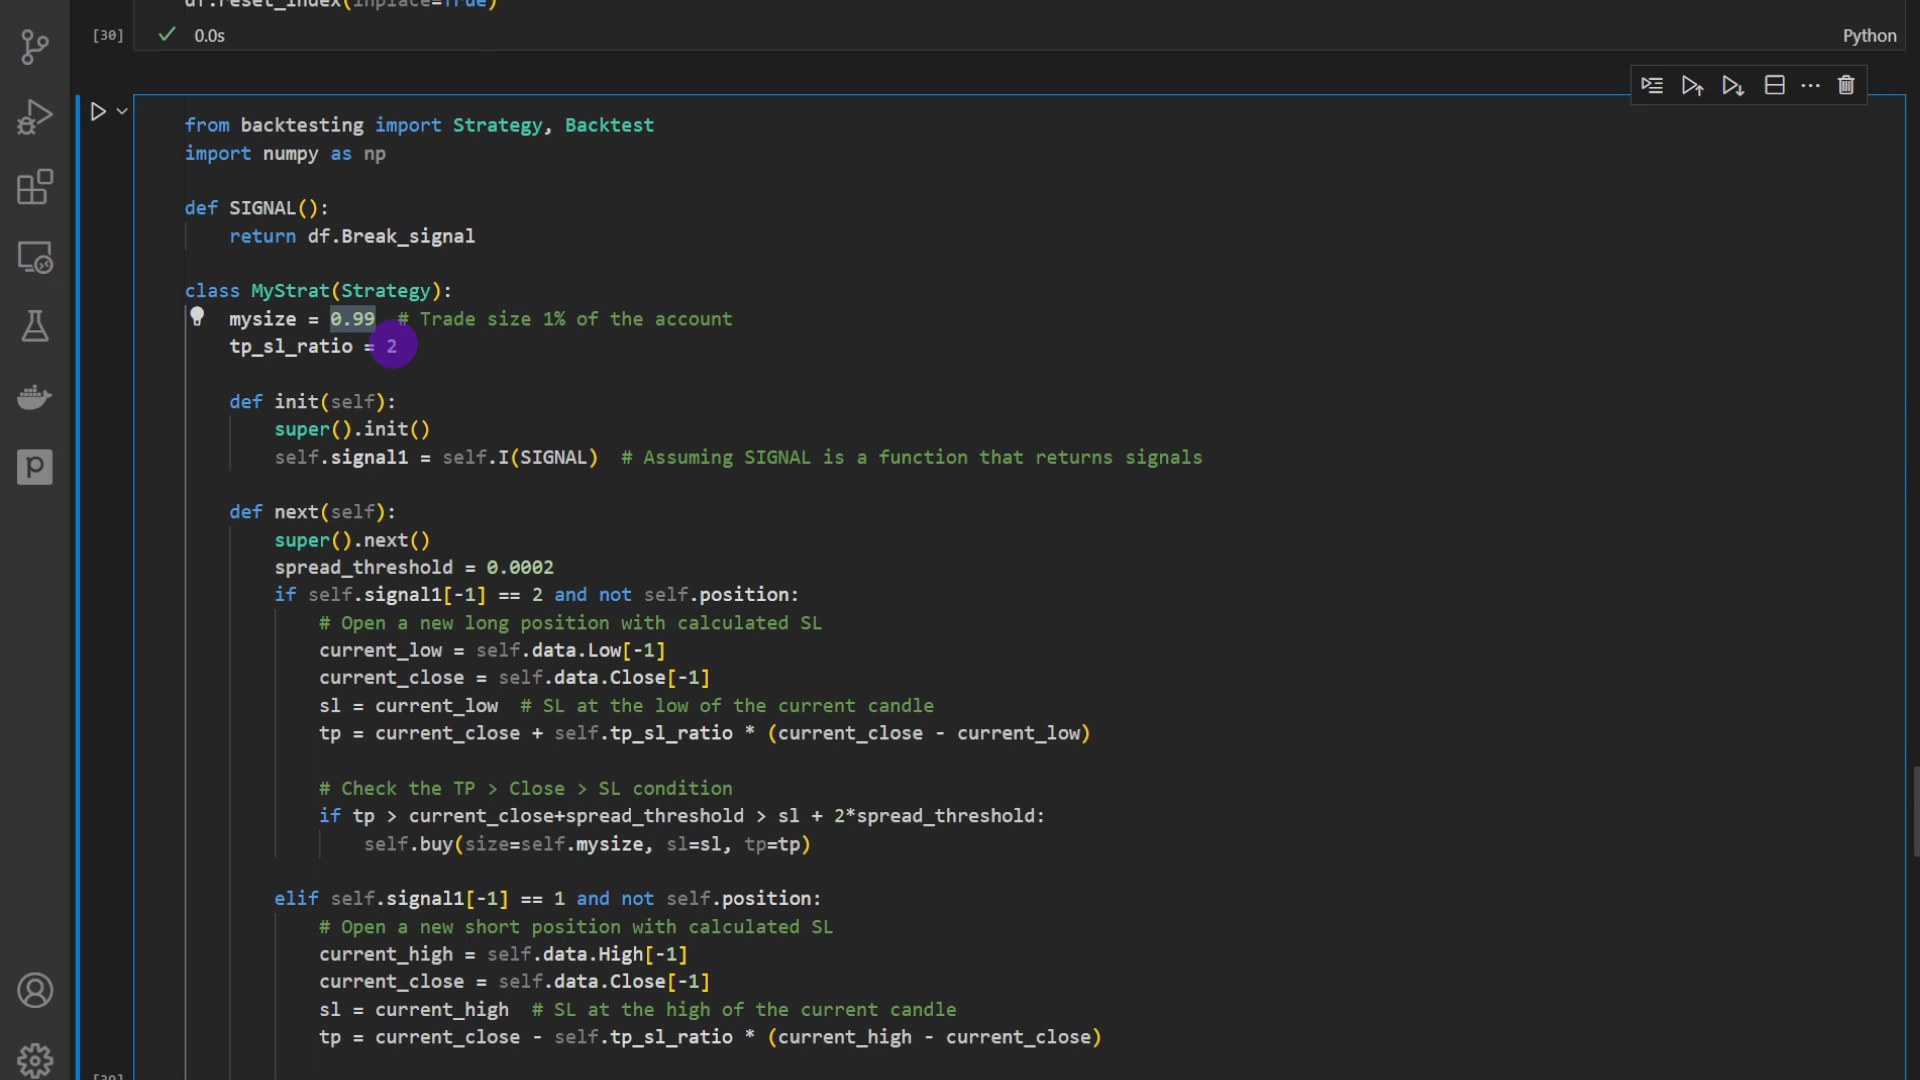 df.reset_index(inplace=True)
[30] 0.0s Python
from backtesting import Strategy, Backtest
import numpy as np
def SIGNAL():
return df.Break_signal
class MyStrat(Strategy):
mysize = 0.99 # Trade size 1% of the account
tp_sl_ratio = 2
def init(self):
super().init()
self.signal1 = self.I(SIGNAL) # Assuming SIGNAL is a function that returns signals
def next(self):
super().next()
spread_threshold = 0.0002
if self.signal1[-1] == 2 and not self.position:
# Open a new long position with calculated SL
current_low = self.data.Low[-1]
current_close = self.data.Close[-1]
sl = current_low # SL at the low of the current candle
tp = current_close + self.tp_sl_ratio * (current_close - current_low)
# Check the TP > Close > SL condition
if tp > current_close+spread_threshold > sl + 2*spread_threshold:
self.buy(size=self.mysize, sl=sl, tp=tp)
elif self.signal1[-1] == 1 and not self.position:
# Open a new short position with calculated SL
current_high = self.data.High[-1]
current_close = self.data.Close[-1]
sl = current_high # SL at the high of the current candle
tp = current_close - self.tp_sl_ratio * (current_high - current_close)